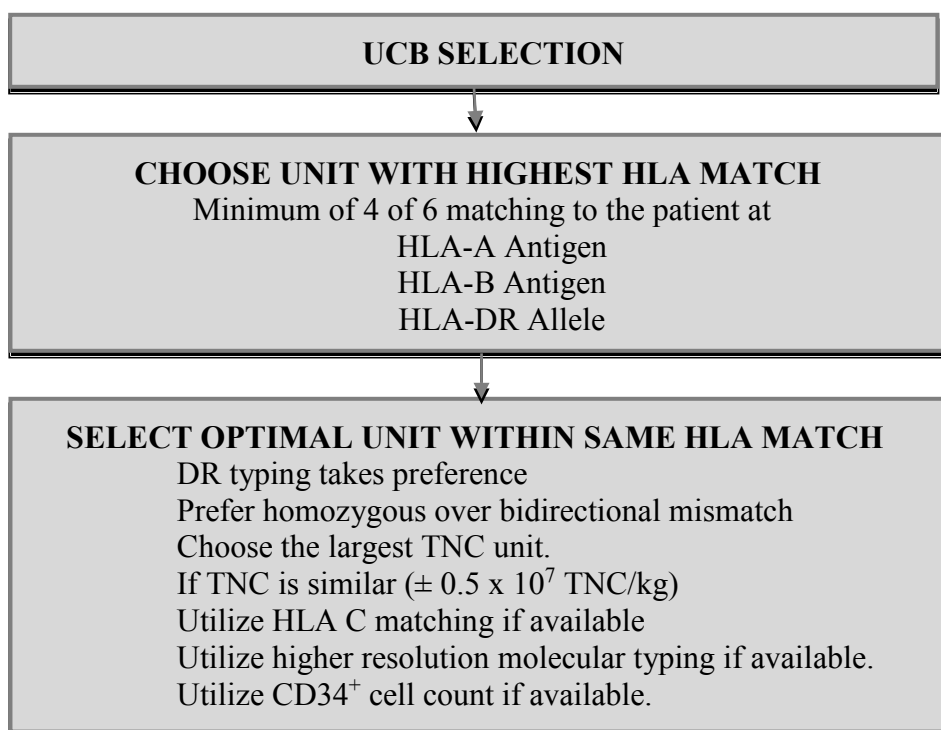 UCB SELECTION
CHOOSE UNIT WITH HIGHEST HLA MATCH
Minimum of 4 of 6 matching to the patient at
HLA-A Antigen
HLA-B Antigen
HLA-DR Allele
SELECT OPTIMAL UNIT WITHIN SAME HLA MATCH
DR typing takes preference
Prefer homozygous over bidirectional mismatch
Choose the largest TNC unit.
If TNC is similar (± 0.5 x 10⁷ TNC/kg)
Utilize HLA C matching if available
Utilize higher resolution molecular typing if available.
Utilize CD34⁺ cell count if available.